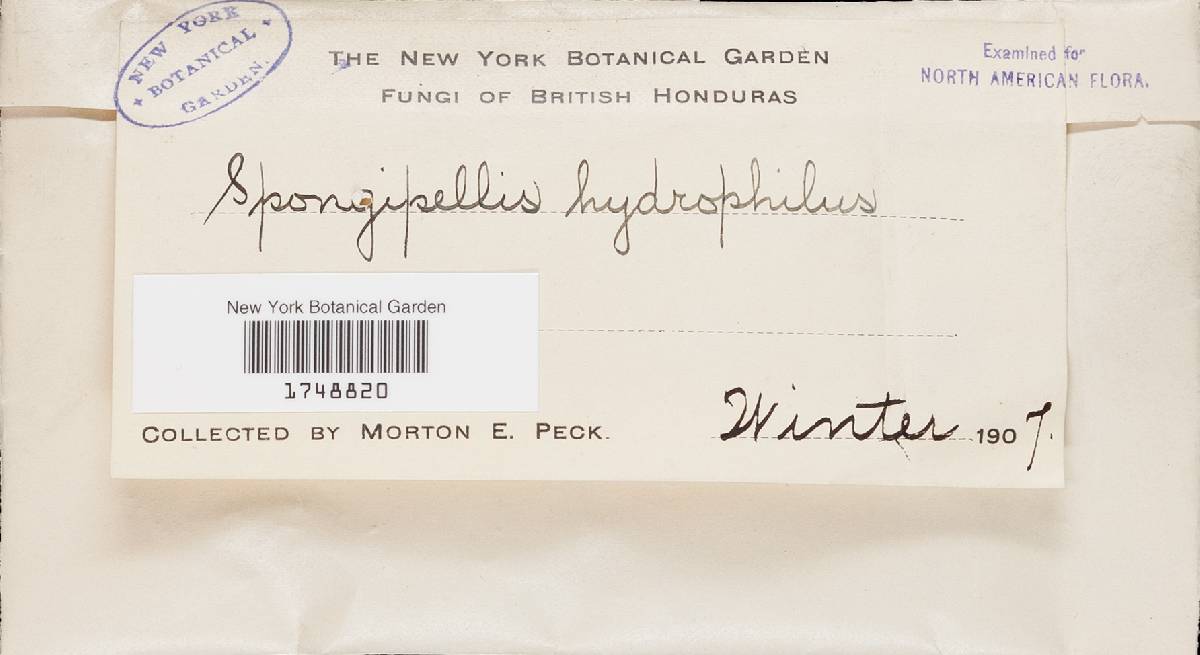 NEW YORK
BOTANICAL
GARDEN.
THE NEW YORK BOTANICAL GARDEN
FUNGI OF BRITISH HONDURAS
Examined for
NORTH AMERICAN FLORA.
Spongipellis hydrophilus
New York Botanical Garden
1748820
COLLECTED BY MORTON E. PECK.
Winter 1907.